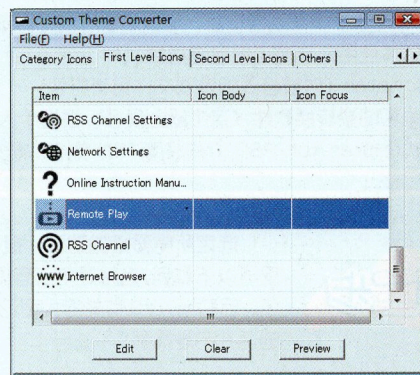 Custom Theme Converter
File(F) Help(H)
Category Icons First Level Icons Second Level Icons Others
Item Icon Body Icon Focus
RSS Channel Settings
Network Settings
? Online Instruction Manu...
Remote Play
RSS Channel
www Internet Browser
Edit Clear Preview